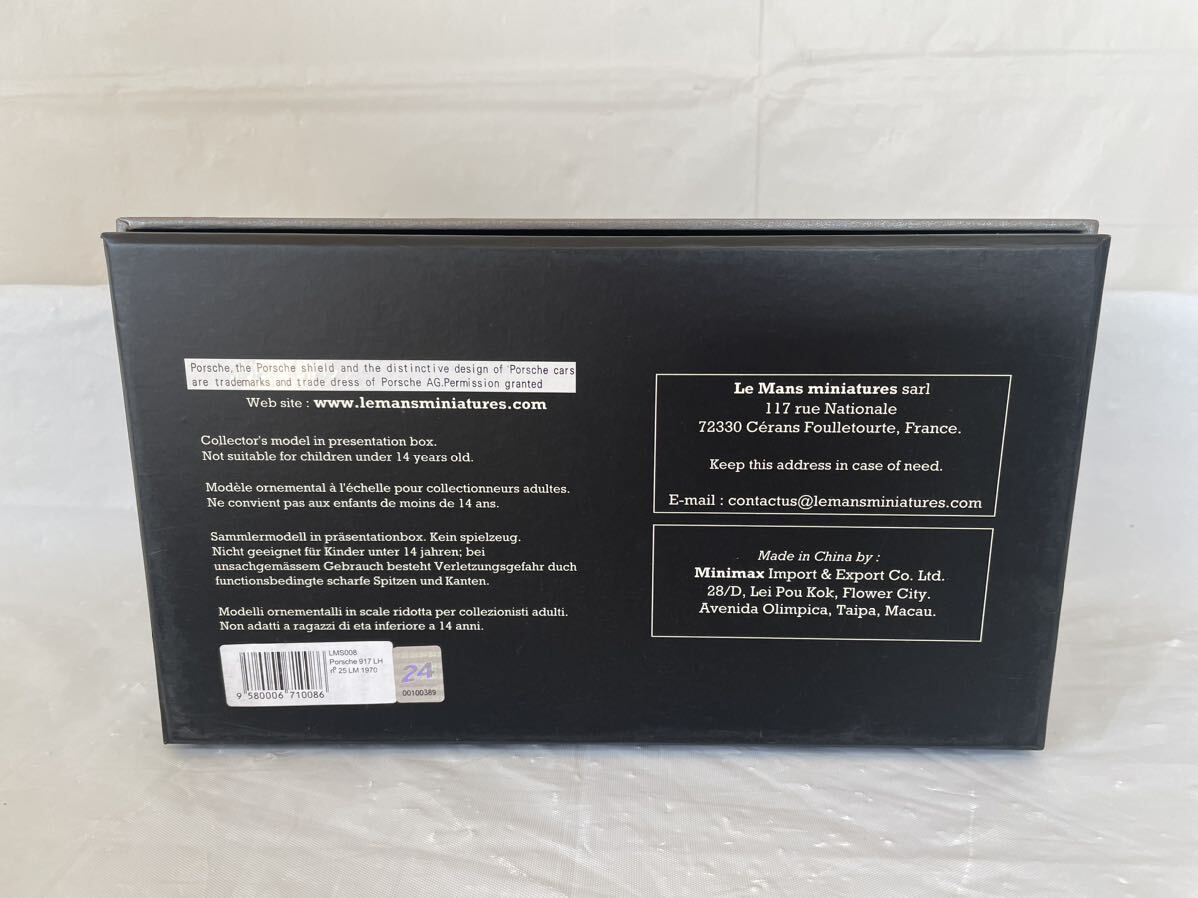 Porsche, the Porsche shield and the distinctive design of 'Porsche cars
are trademarks and trade dress of Porsche AG.Permission granted
Web site : www.lemansminiatures.com
Collector's model in presentation box.
Not suitable for children under 14 years old.
Modèle ornemental à l'échelle pour collectionneurs adultes.
Ne convient pas aux enfants de moins de 14 ans.
Sammlermodell in präsentationbox. Kein spielzeug.
Nicht geeignet für Kinder unter 14 jahren; bei
unsachgemässem Gebrauch besteht Verletzungsgefahr duch
functionsbedingte scharfe Spitzen und Kanten.
Modelli ornementalli in scale ridotta per collezionisti adulti.
Non adatti a ragazzi di eta inferiore a 14 anni.
LMS008
Porsche 917 LH
n° 25 LM 1970
9 580006 710086
24
00100389
Le Mans miniatures sarl
117 rue Nationale
72330 Cérans Foulletourte, France.
Keep this address in case of need.
E-mail : contactus@lemansminiatures.com
Made in China by :
Minimax Import & Export Co. Ltd.
28/D, Lei Pou Kok, Flower City.
Avenida Olimpica, Taipa, Macau.